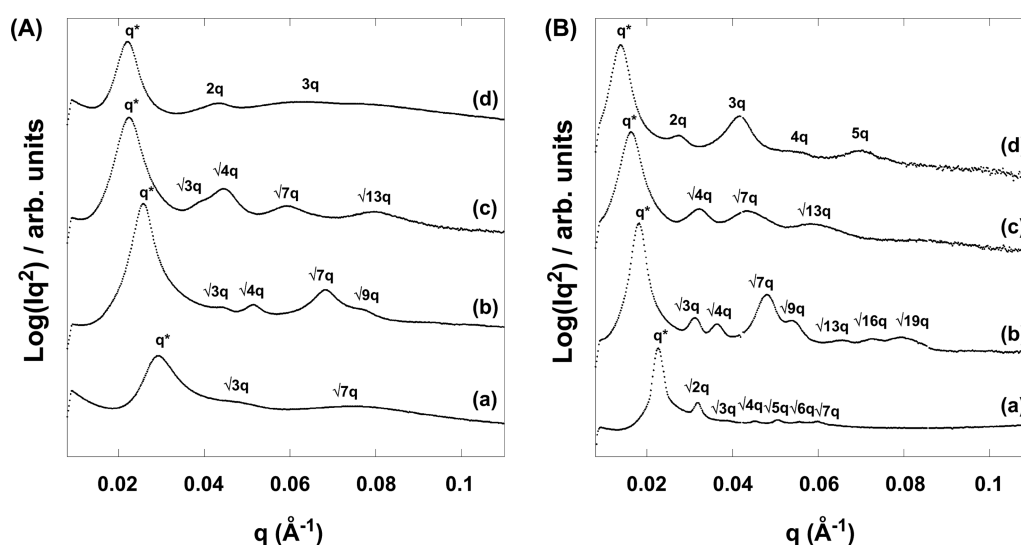 (A)
q*
2q
3q
(d)
q*
√3q
√4q
√7q
√13q
(c)
q*
√3q
√4q
√7q
√9q
(b)
q*
√3q
√7q
(a)
Log(Iq²) / arb. units
0.02 0.04 0.06 0.08 0.1
q (Å⁻¹)
(B)
q*
2q
3q
4q
5q
(d
q*
√4q
√7q
√13q
(c)
q*
√3q
√4q
√7q
√9q
√13q
√16q
√19q
(b
q*
√2q
√3q
√4q
√5q
√6q
√7q
(a)
Log(Iq²) / arb. units
0.02 0.04 0.06 0.08 0.1
q (Å⁻¹)